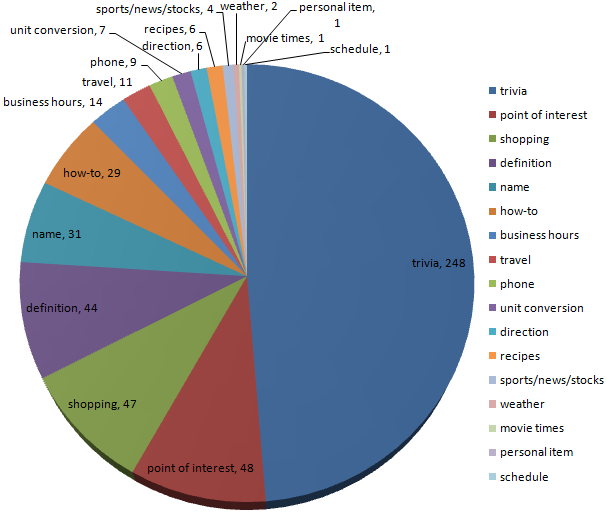 sports/news/stocks, 4
weather, 2
personal item,
1
unit conversion, 7
recipes, 6
movie times, 1
direction, 6
schedule, 1
phone, 9
travel, 11
business hours, 14
how-to, 29
name, 31
trivia, 248
definition, 44
shopping, 47
point of interest, 48
trivia
point of interest
shopping
definition
name
how-to
business hours
travel
phone
unit conversion
direction
recipes
sports/news/stocks
weather
movie times
personal item
schedule